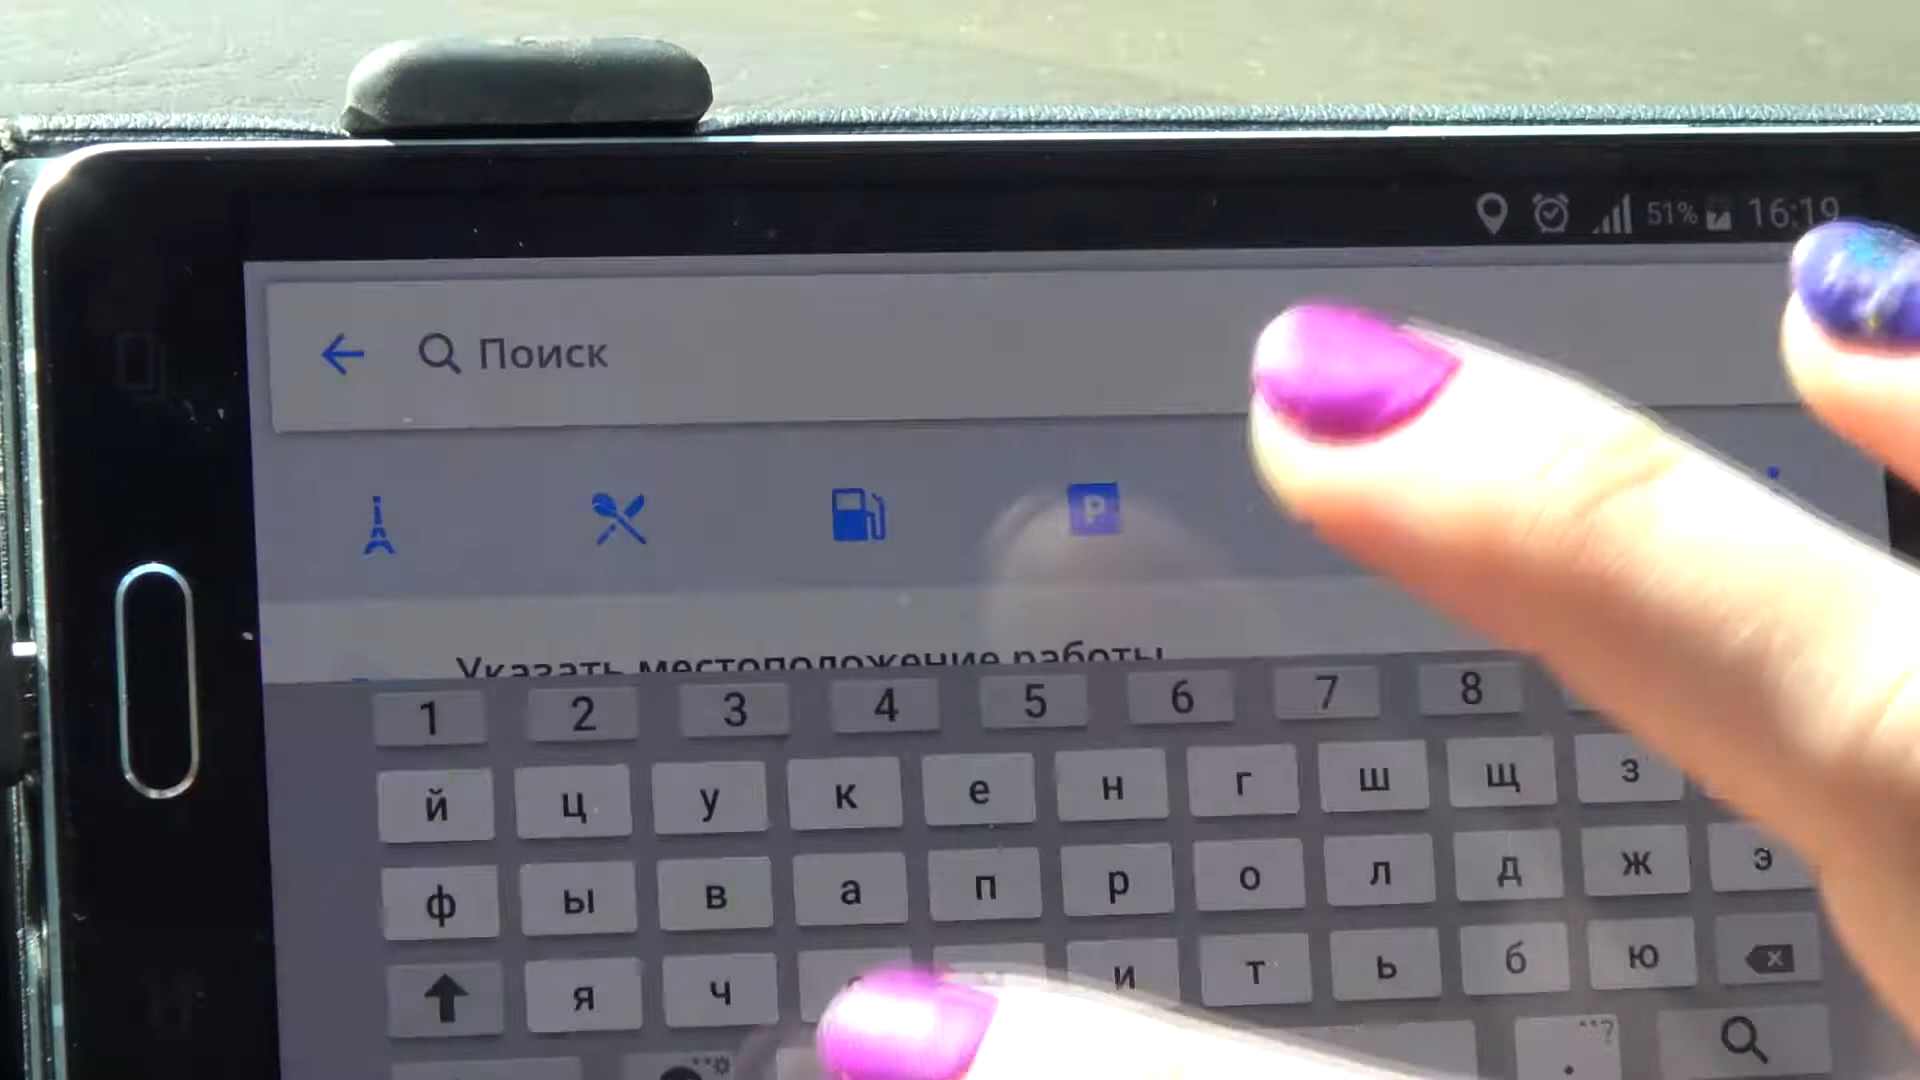 51% 16:19
Поиск
P
Указать местоположение работы
1 2 3 4 5 6 7 8
й ц у к е н г ш щ з
ф ы в а п р о л д ж э
я ч и т ь б ю
. ?